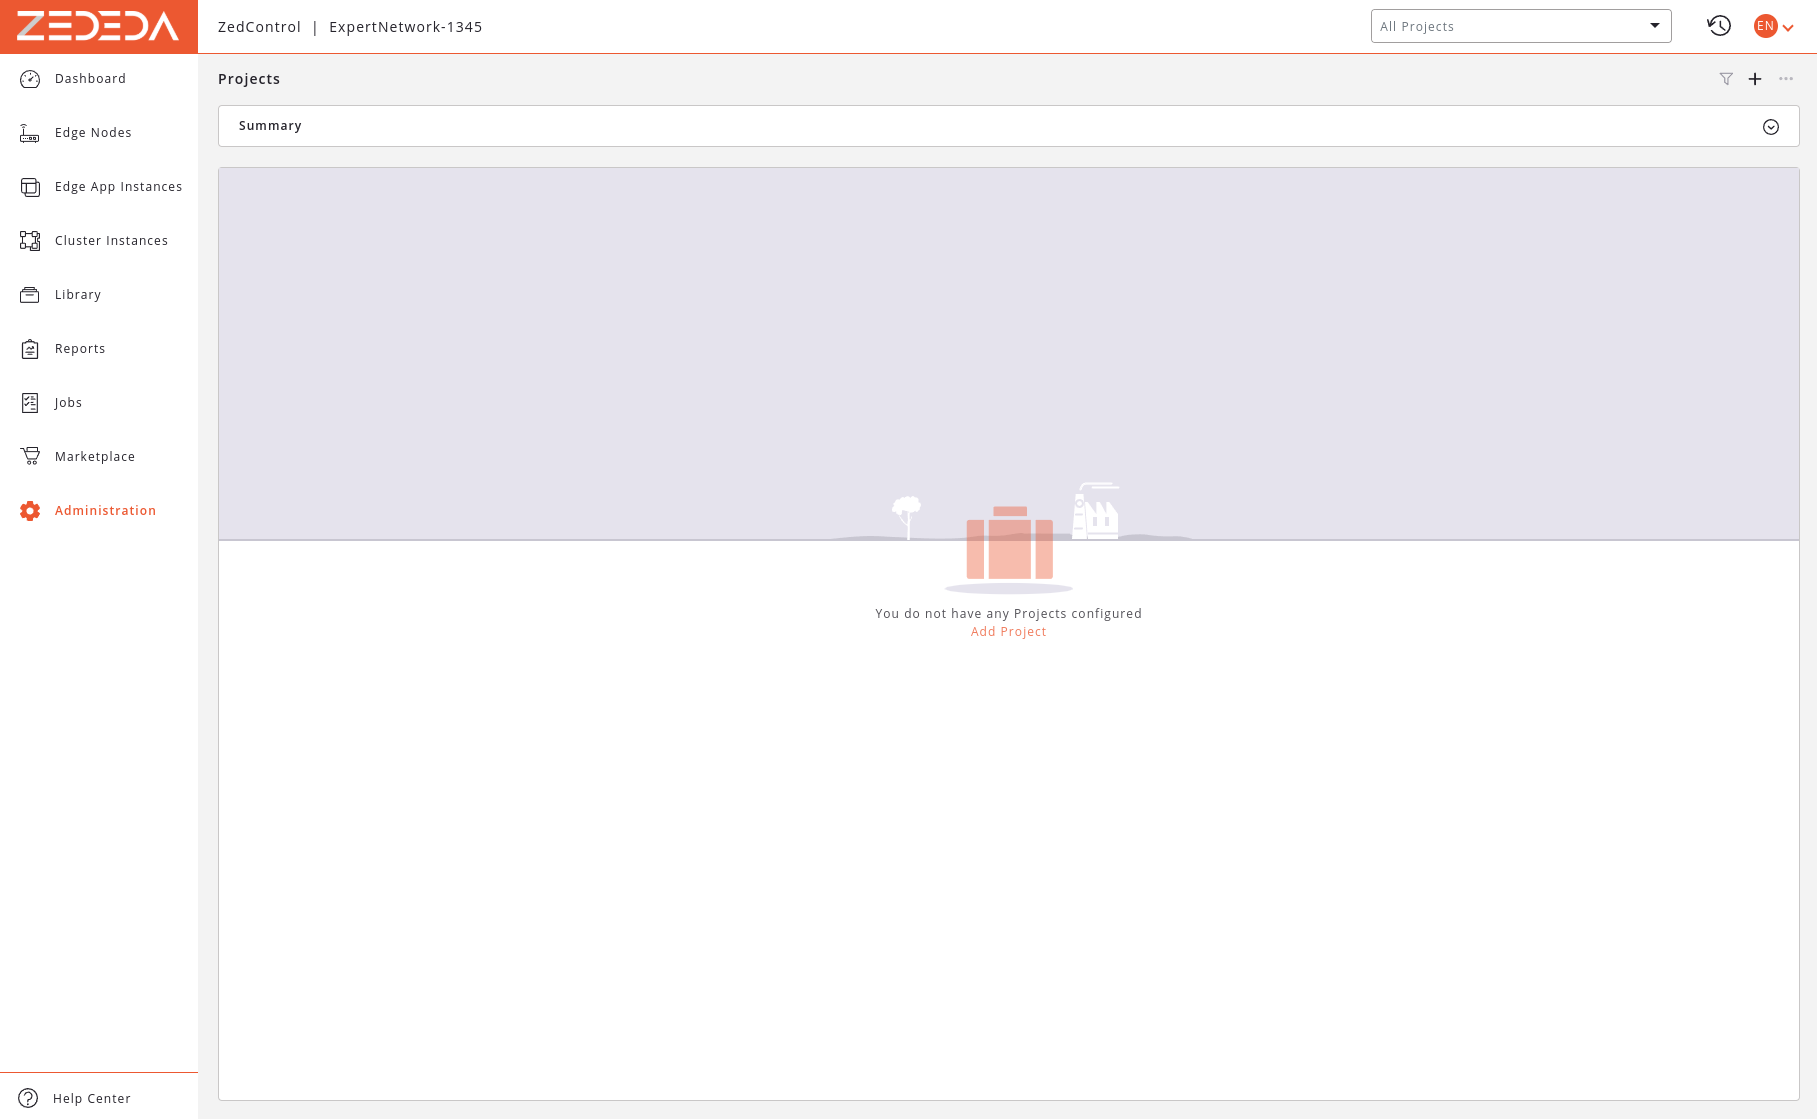 ZEDEDA
ZedControl | ExpertNetwork-1345
All Projects
EN
Dashboard
Edge Nodes
Edge App Instances
Cluster Instances
Library
Reports
Jobs
Marketplace
Administration
Help Center
Projects
Summary
You do not have any Projects configured
Add Project